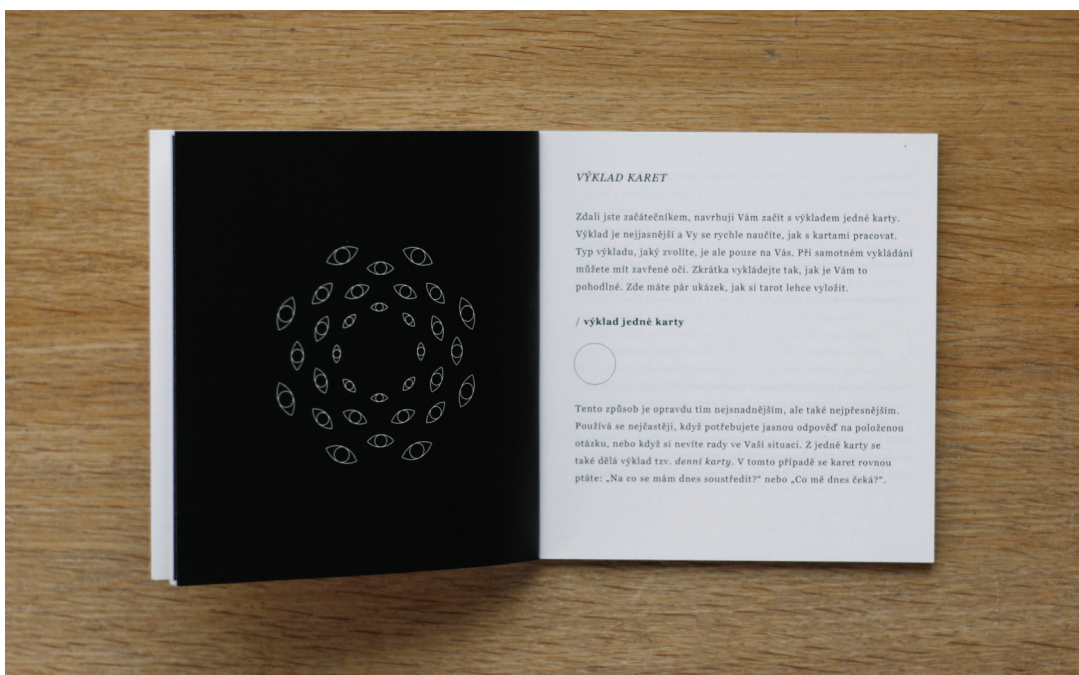 VÝKLAD KARET
Zdali jste začátečníkem, navrhuji Vám začít s výkladem jedné karty.
Výklad je nejjasnější a Vy se rychle naučíte, jak s kartami pracovat.
Typ výkladu, jaký zvolíte, je ale pouze na Vás. Při samotném vykládání
můžete mít zavřené oči. Zkrátka vykládejte tak, jak je Vám to
pohodlné. Zde máte pár ukázek, jak si tarot lehce vyložit.
/ výklad jedné karty
Tento způsob je opravdu tím nejsnadnějším, ale také nejpřesnějším.
Používá se nejčastěji, když potřebujete jasnou odpověď na položenou
otázku, nebo když si nevíte rady ve Vaší situaci. Z jedné karty se
také dělá výklad tzv. denní karty. V tomto případě se karet rovnou
ptáte: „Na co se mám dnes soustředit?“ nebo „Co mě dnes čeká?“.